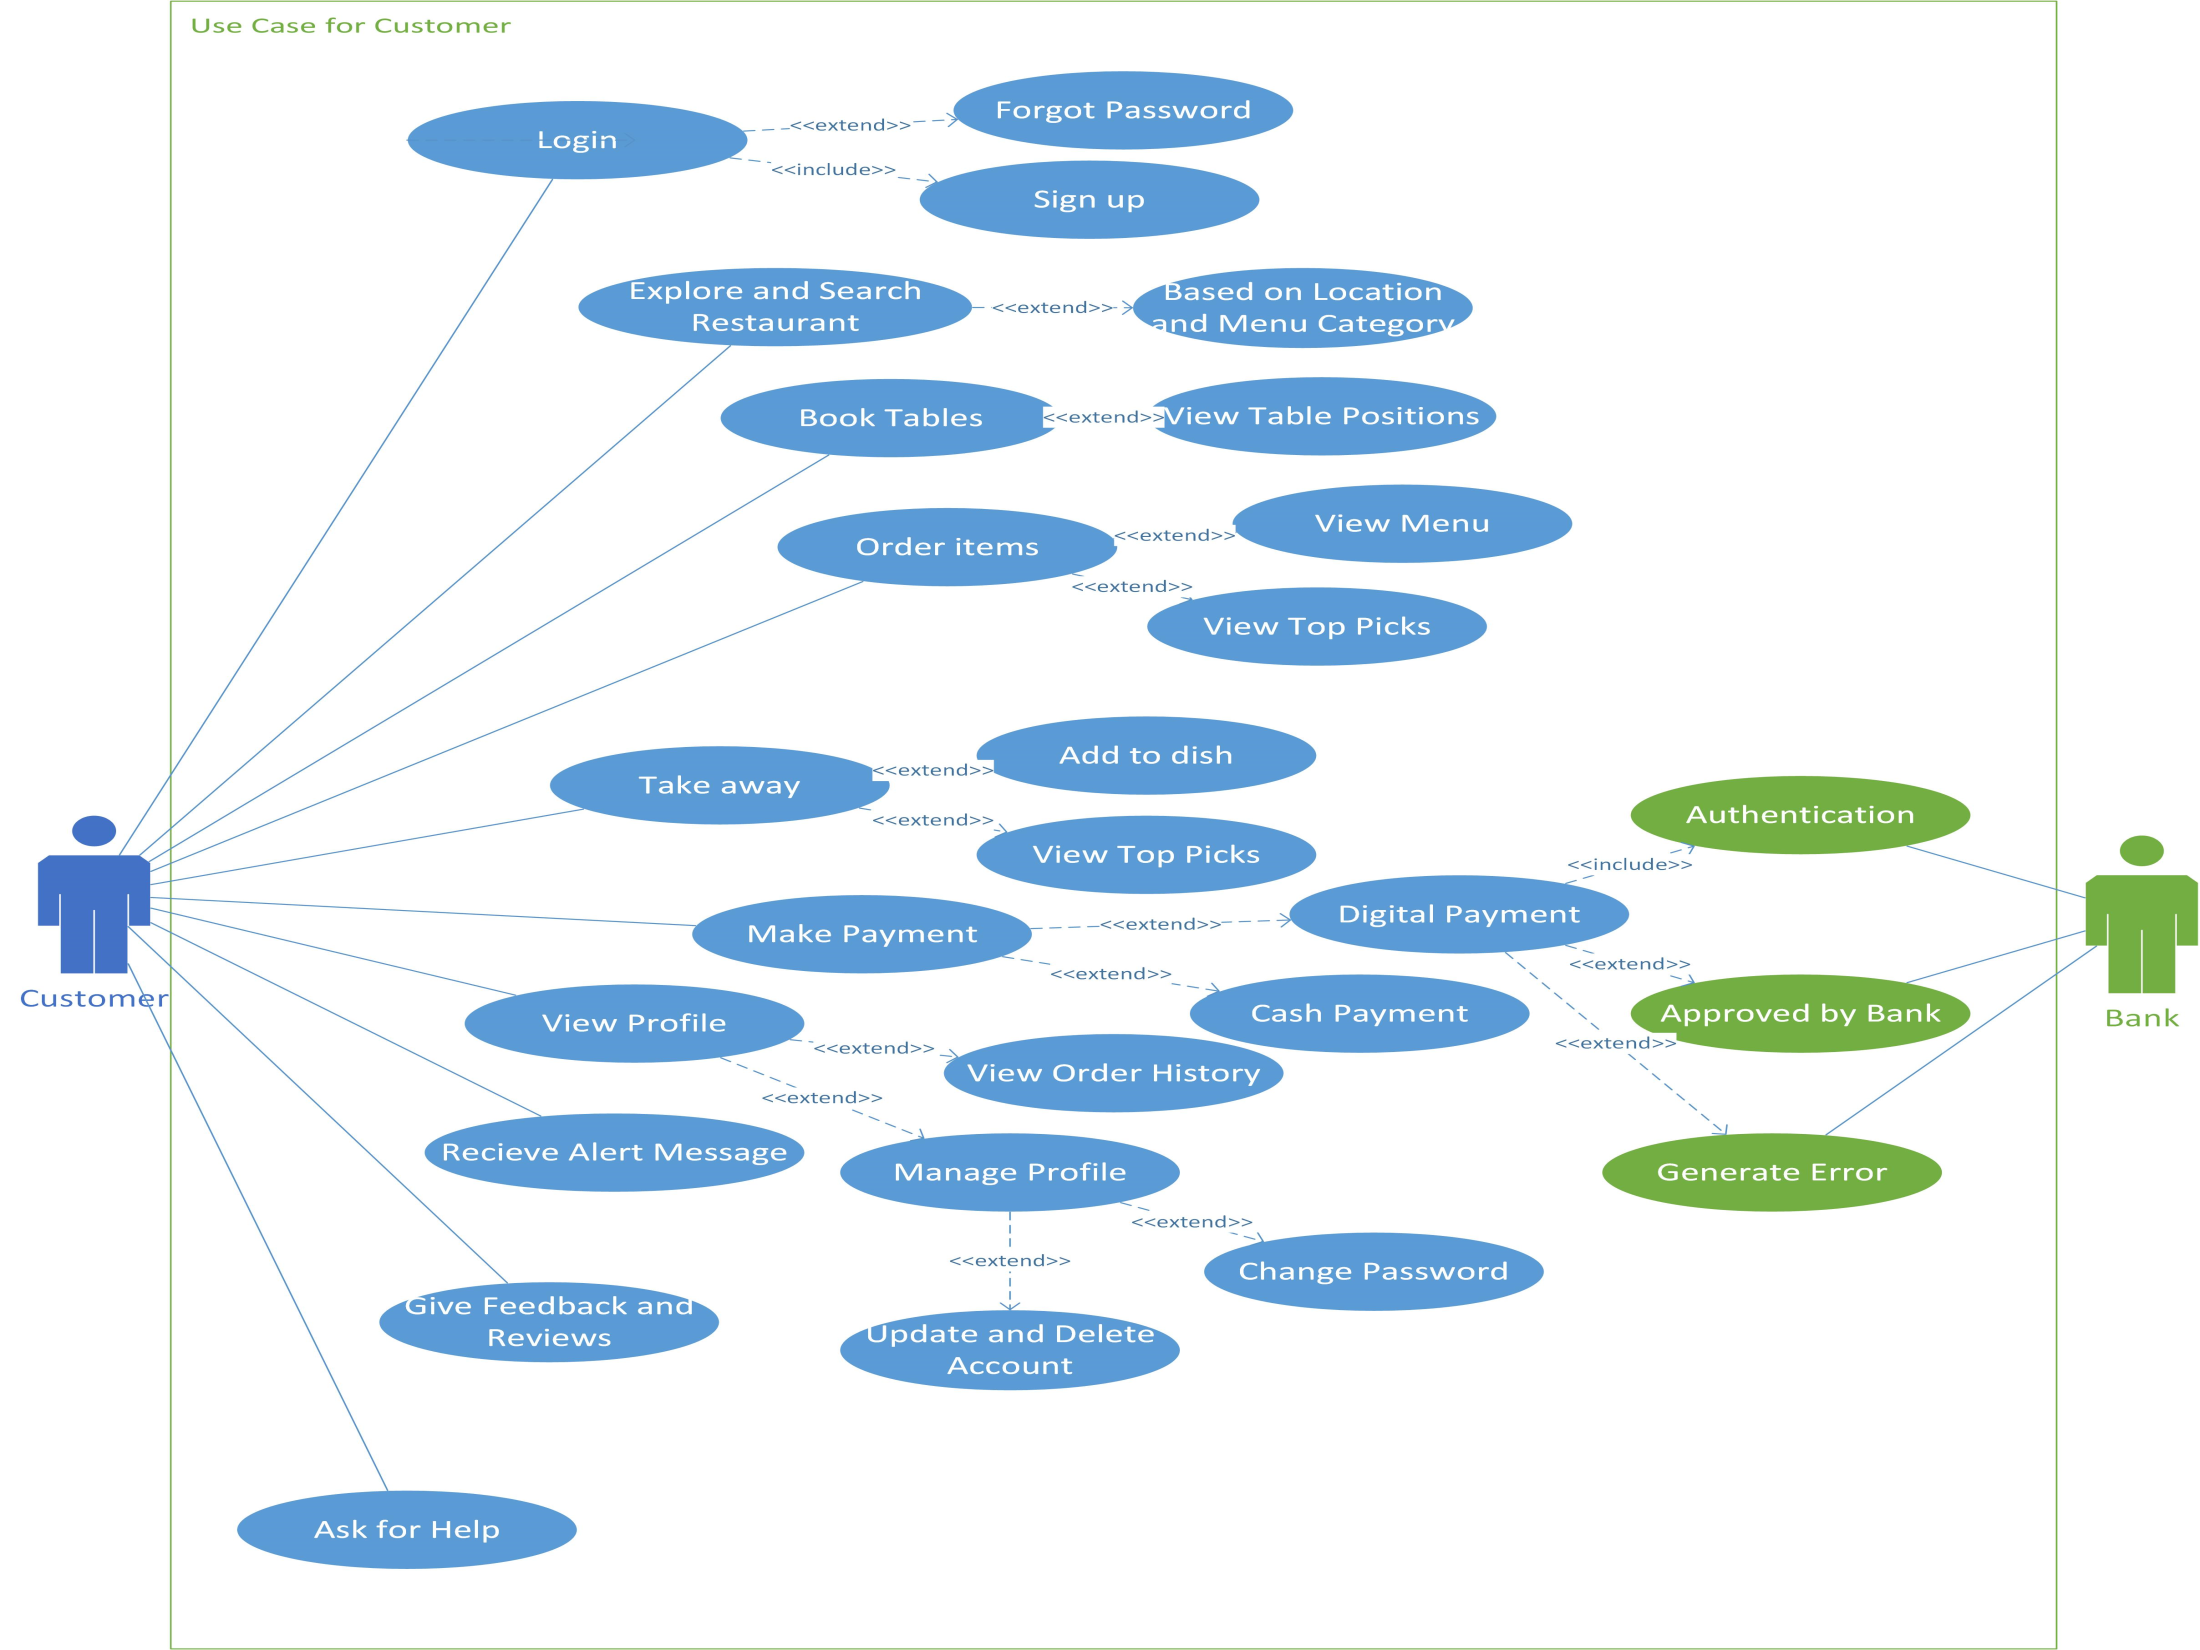 Use Case for Customer
Login
<<extend>>
Forgot Password
<<include>>
Sign up
Explore and Search
Restaurant
<<extend>>
Based on Location
and Menu Category
Book Tables
<<extend>>
View Table Positions
Order items
<<extend>>
View Menu
<<extend>>
View Top Picks
Take away
<<extend>>
Add to dish
<<extend>>
View Top Picks
Make Payment
<<extend>>
Digital Payment
<<include>>
Authentication
<<extend>>
Approved by Bank
<<extend>>
Generate Error
<<extend>>
Cash Payment
Customer
Bank
View Profile
<<extend>>
View Order History
<<extend>>
Manage Profile
<<extend>>
Change Password
<<extend>>
Update and Delete
Account
Recieve Alert Message
Give Feedback and
Reviews
Ask for Help